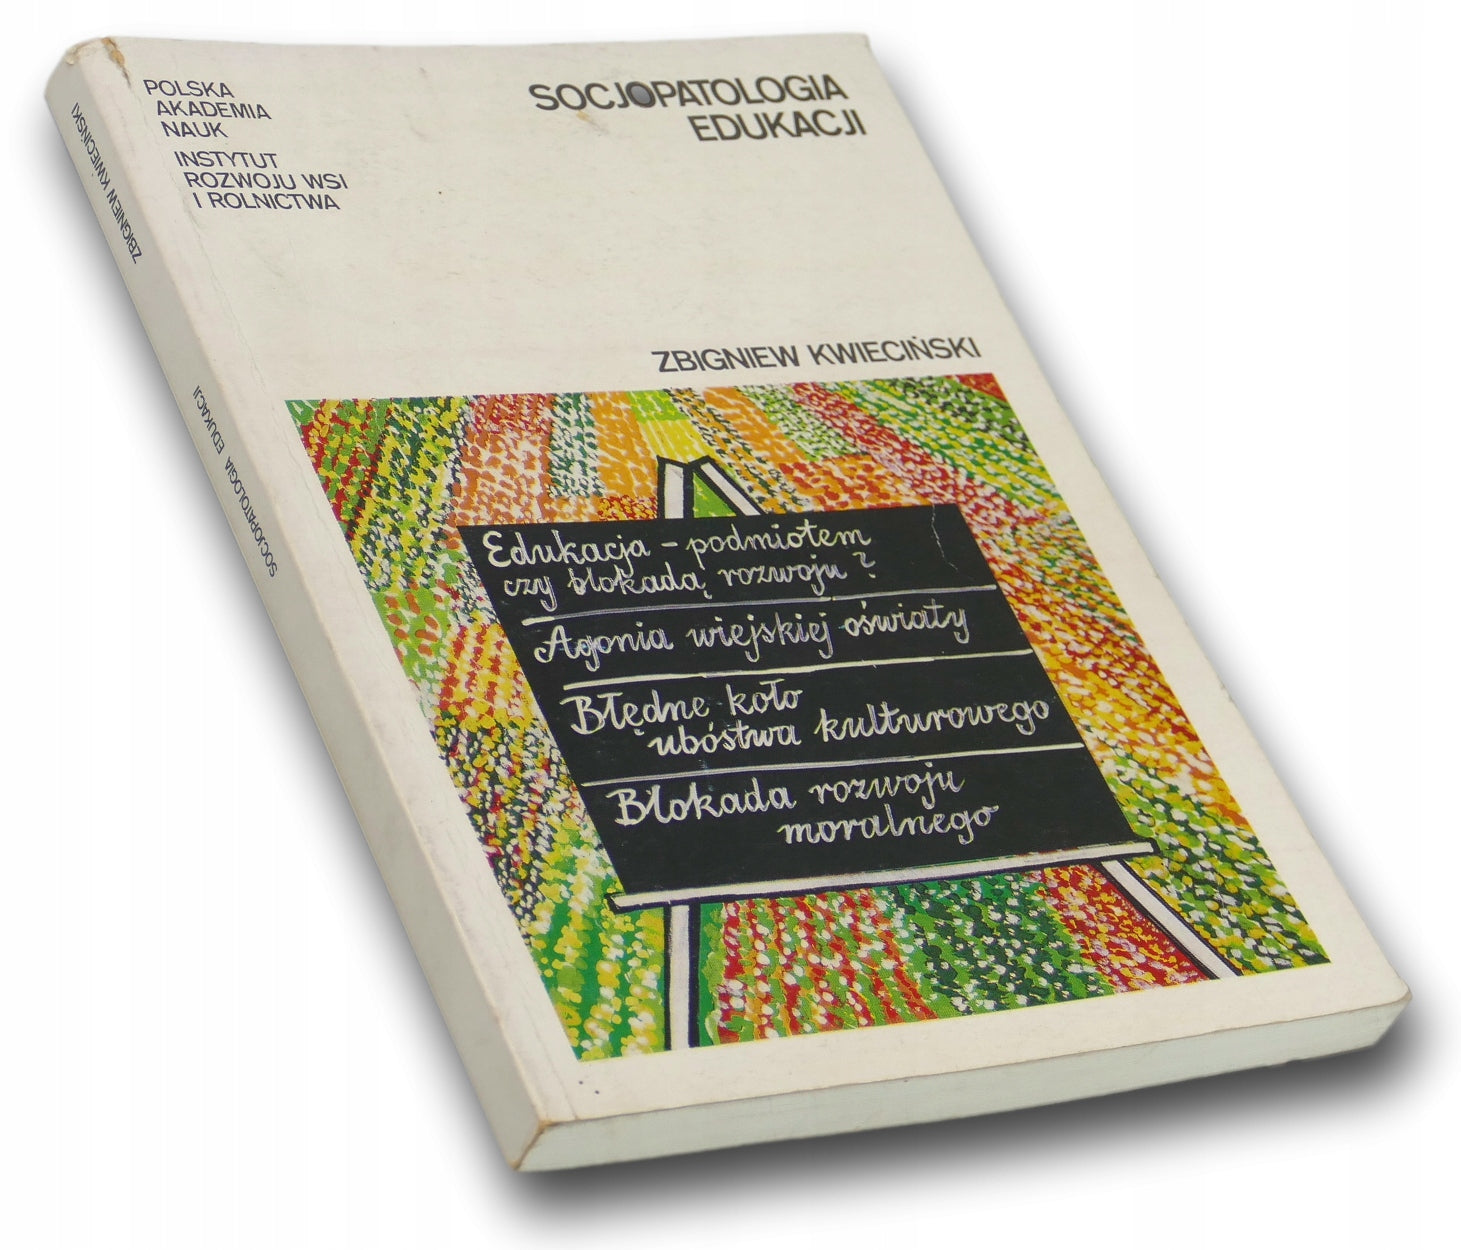 POLSKA
AKADEMIA
NAUK
INSTYTUT
ROZWOJU WSI
I ROLNICTWA
SOCJOPATOLOGIA
EDUKACJI
ZBIGNIEW KWIECIŃSKI
Edukacja – podmiotem
czy blokadą rozwoju?
Agonia wiejskiej oświaty
Błędne koło
ubóstwa kulturowego
Blokada rozwoju
moralnego
ZBIGNIEW KWIECIŃSKI
SOCJOPATOLOGIA EDUKACJI